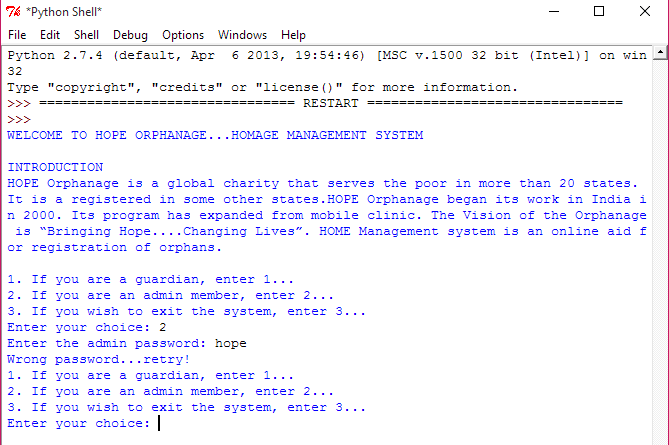 *Python Shell*
File Edit Shell Debug Options Windows Help
Python 2.7.4 (default, Apr  6 2013, 19:54:46) [MSC v.1500 32 bit (Intel)] on win
32
Type "copyright", "credits" or "license()" for more information.
>>> ================================ RESTART ================================
>>>
WELCOME TO HOPE ORPHANAGE...HOMAGE MANAGEMENT SYSTEM
INTRODUCTION
HOPE Orphanage is a global charity that serves the poor in more than 20 states.
It is a registered in some other states.HOPE Orphanage began its work in India i
n 2000. Its program has expanded from mobile clinic. The Vision of the Orphanage
is “Bringing Hope....Changing Lives”. HOME Management system is an online aid f
or registration of orphans.
1. If you are a guardian, enter 1...
2. If you are an admin member, enter 2...
3. If you wish to exit the system, enter 3...
Enter your choice: 2
Enter the admin password: hope
Wrong password...retry!
1. If you are a guardian, enter 1...
2. If you are an admin member, enter 2...
3. If you wish to exit the system, enter 3...
Enter your choice: